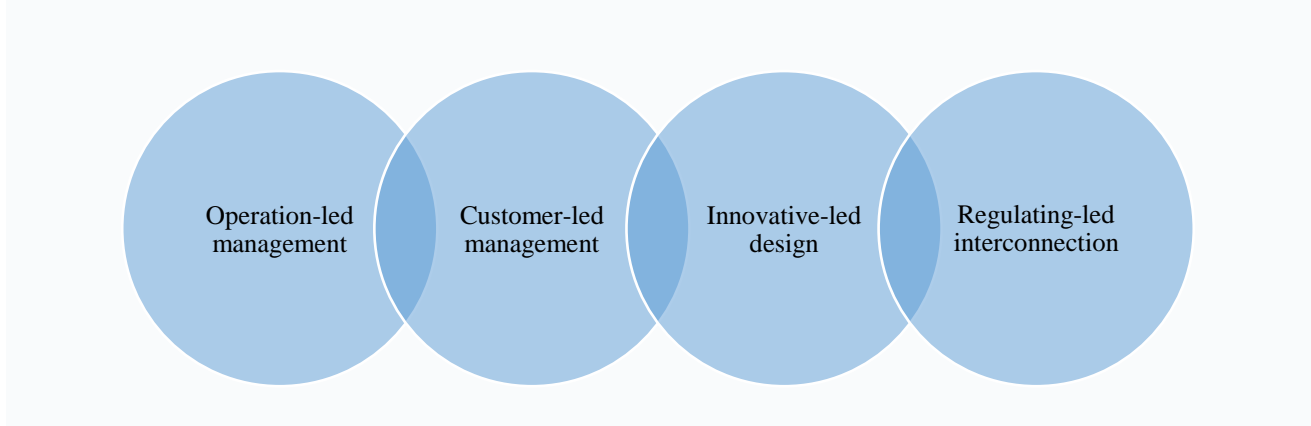 Operation-led
management
Customer-led
management
Innovative-led
design
Regulating-led
interconnection